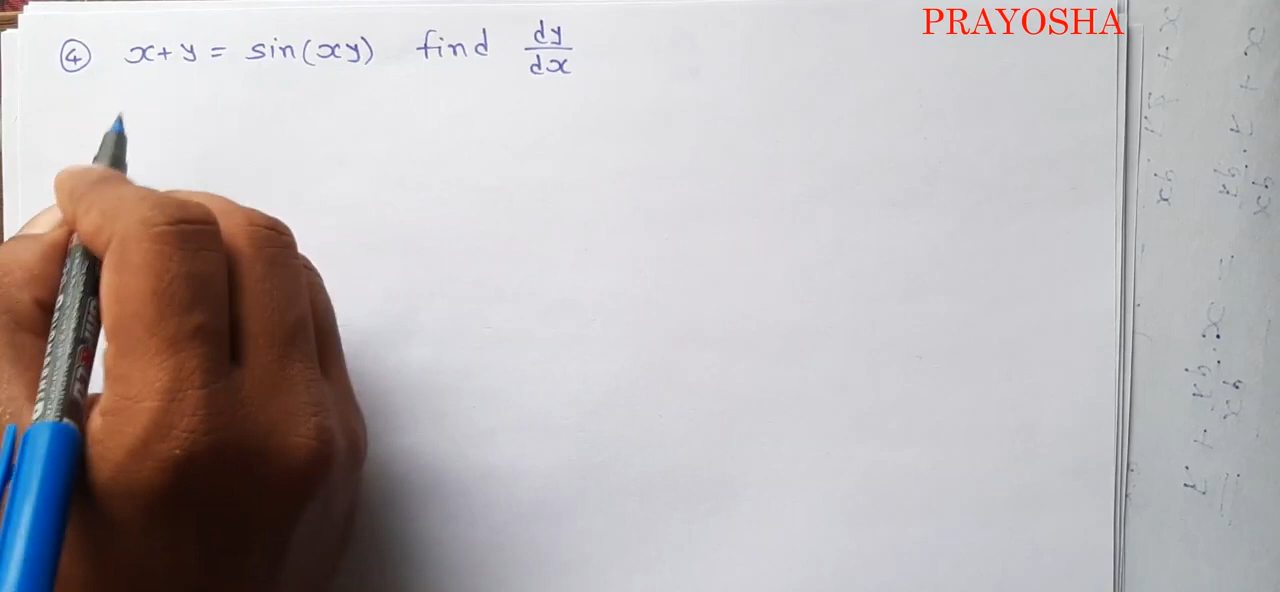 PRAYOSHA
④ x+y = sin(xy) find dy/dx